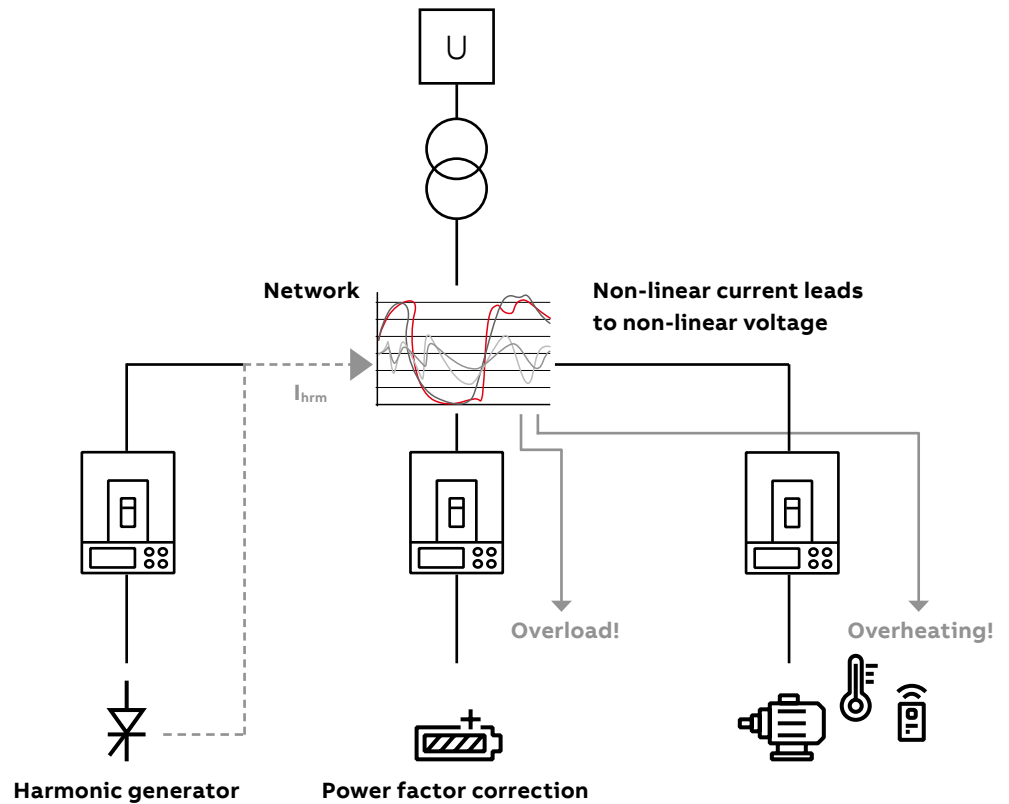 U
Network
Non-linear current leads
to non-linear voltage
Ihrm
Overload!
Overheating!
Harmonic generator
Power factor correction